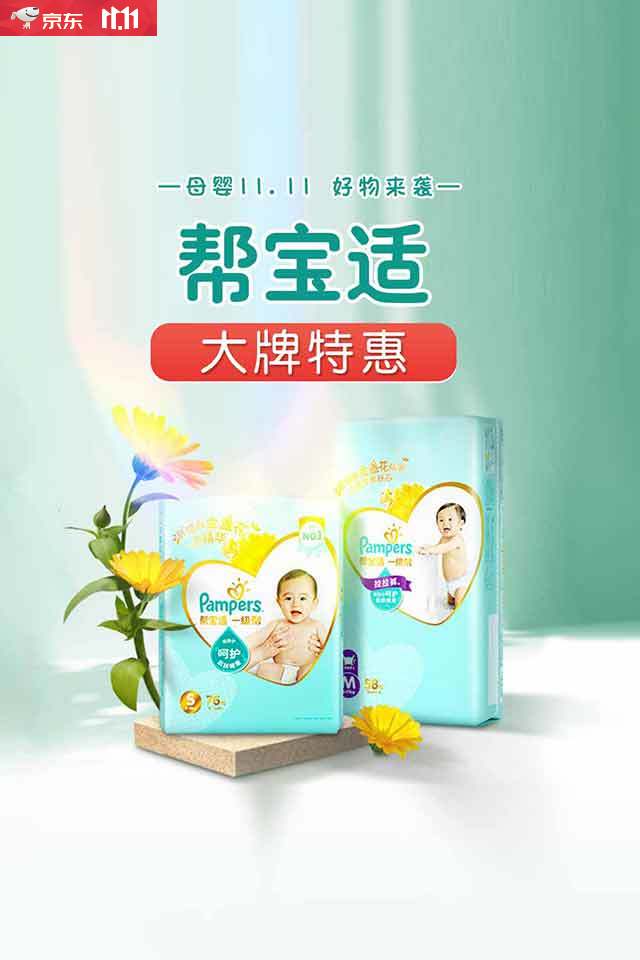 京东 11.11
母婴11.11 好物来袭
帮宝适
大牌特惠
NO.1
Pampers
帮宝适 一级帮
呵护
S 76
Pampers
帮宝适 一级帮
拉拉裤
M 58